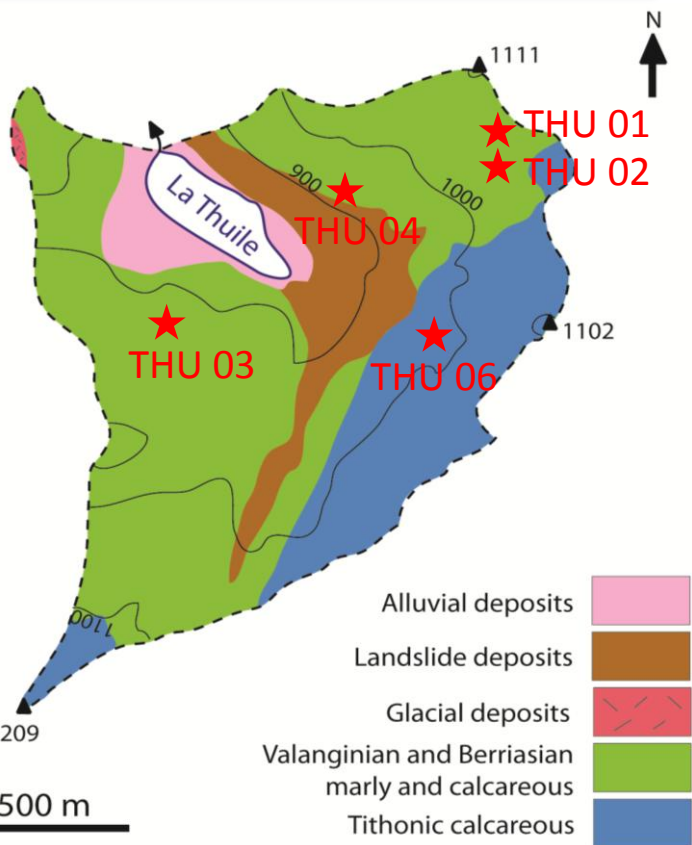 N
1111
THU 01
THU 02
900
1000
La Thuile
THU 04
1102
THU 03
THU 06
1100
209
500 m
Alluvial deposits
Landslide deposits
Glacial deposits
Valanginian and Berriasian
marly and calcareous
Tithonic calcareous